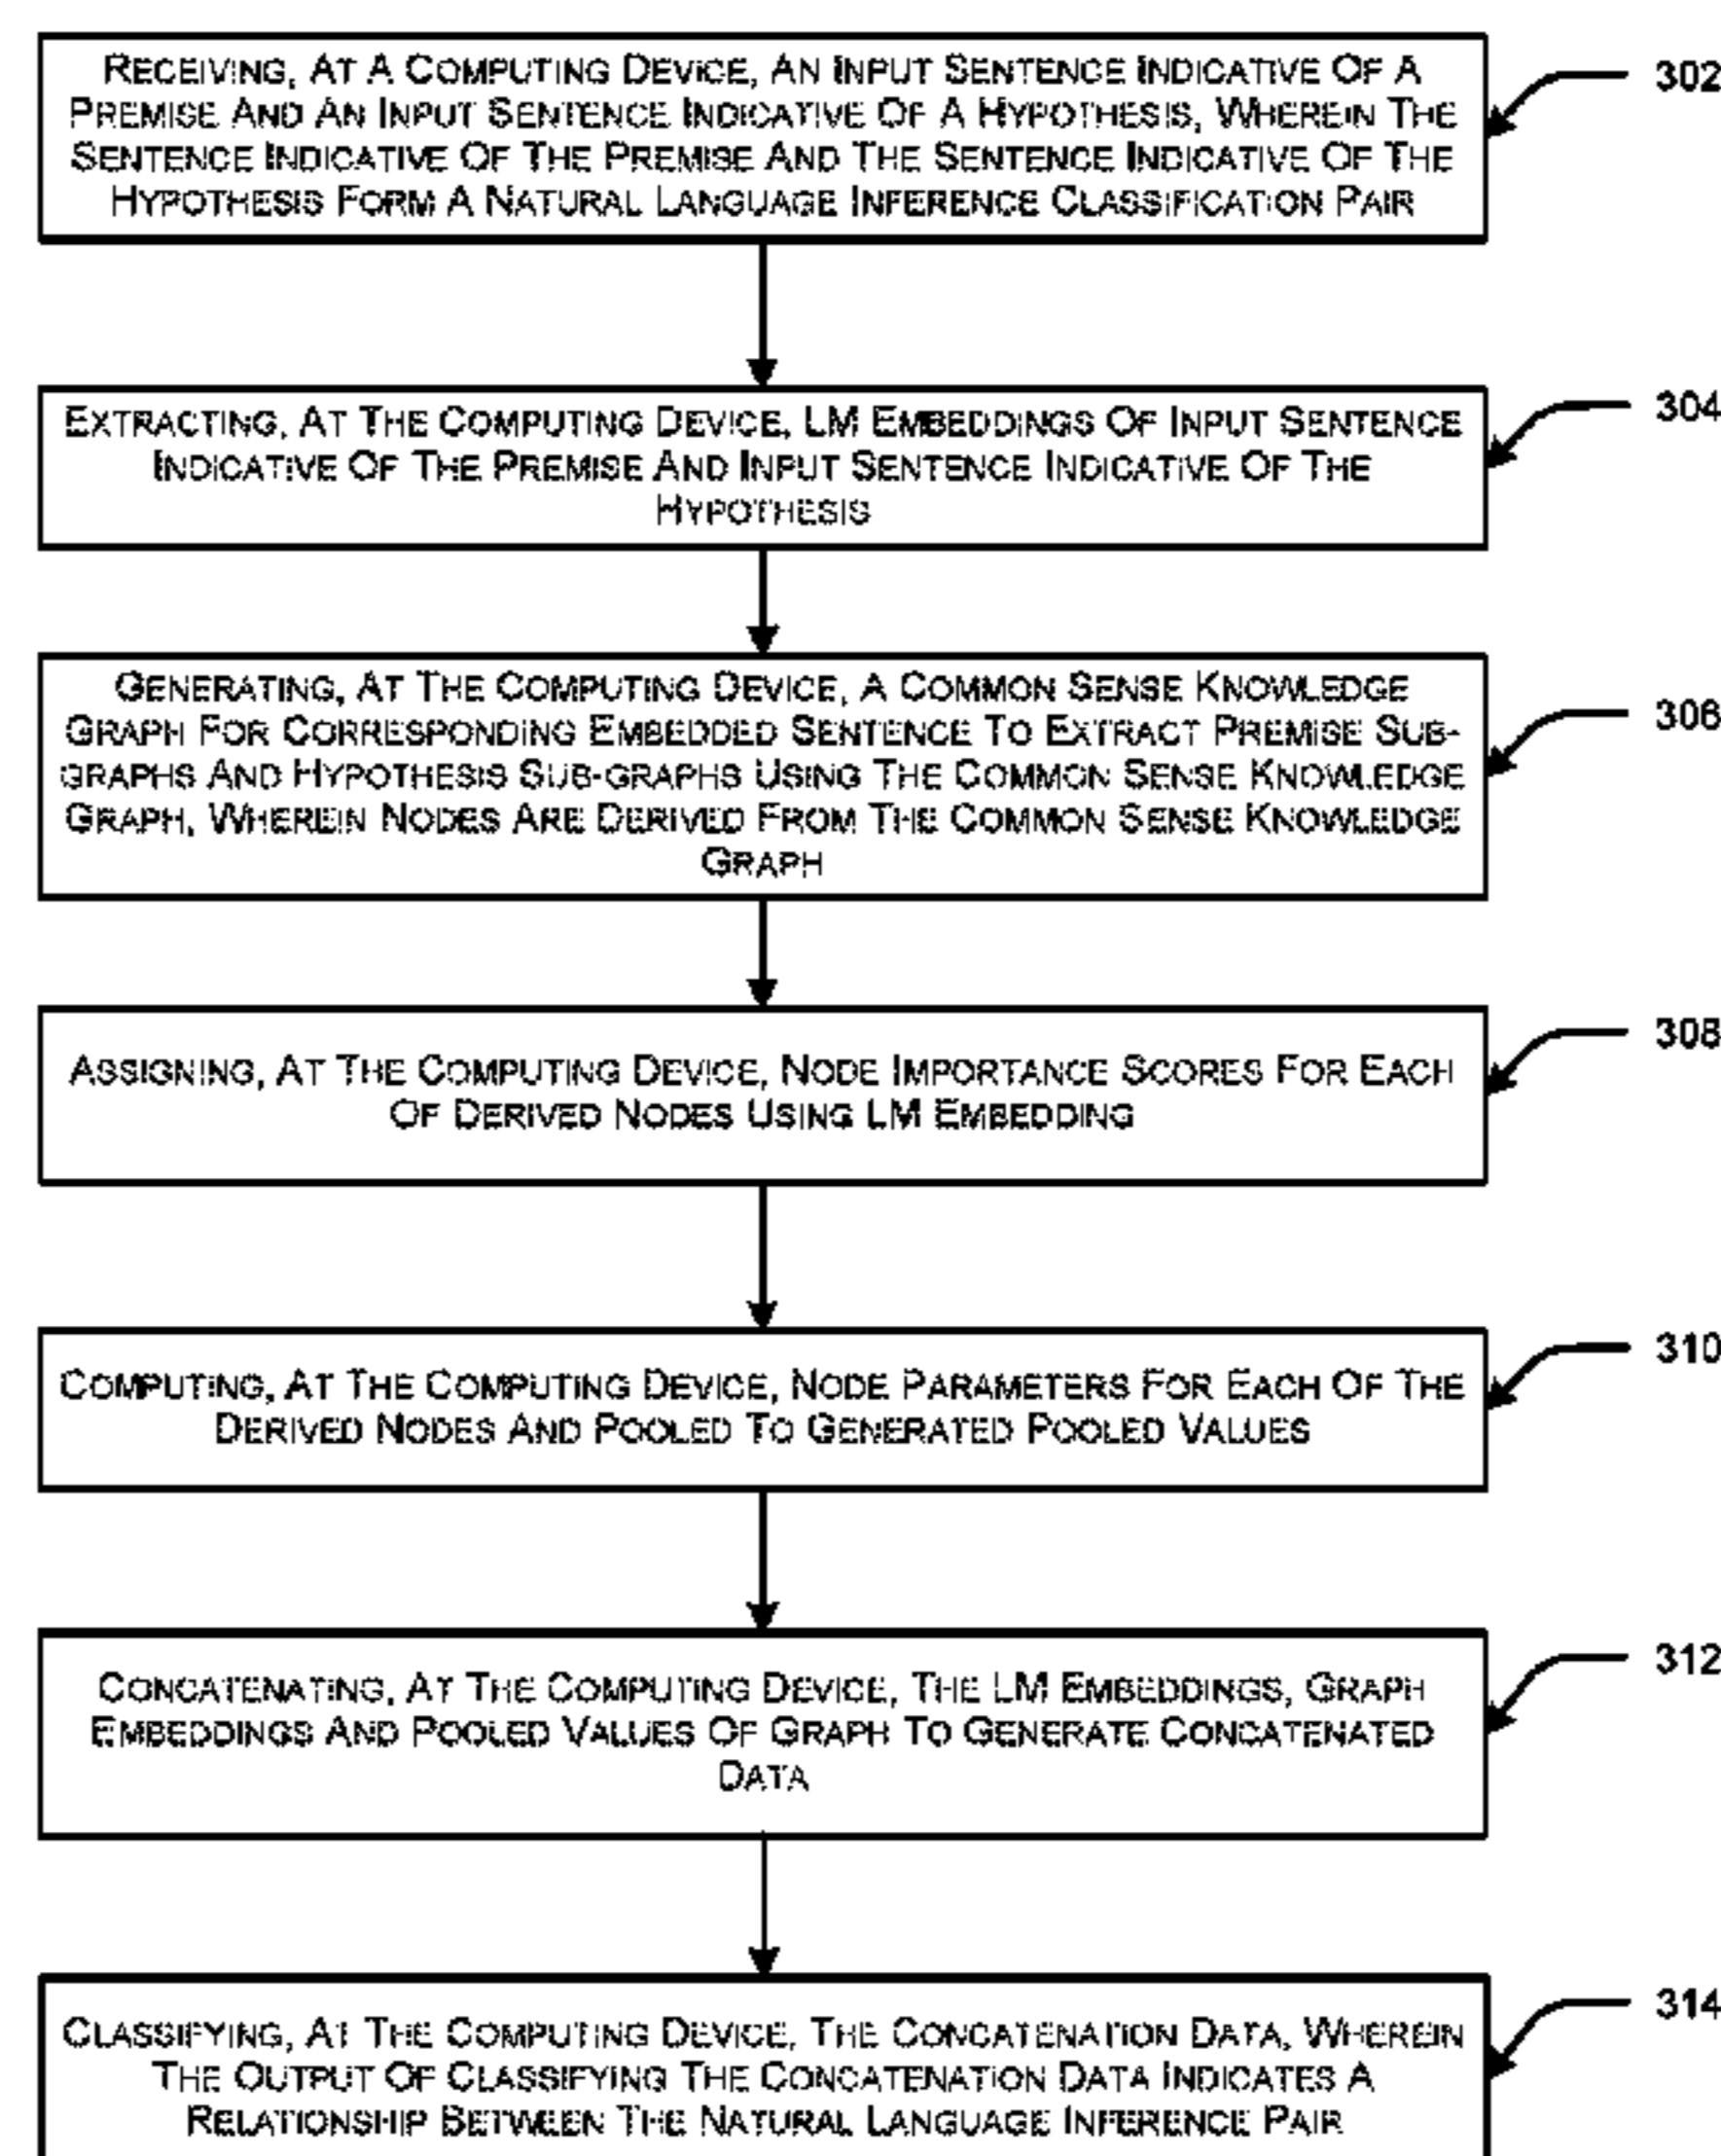 RECEIVING, AT A COMPUTING DEVICE, AN INPUT SENTENCE INDICATIVE OF A
PREMISE AND AN INPUT SENTENCE INDICATIVE OF A HYPOTHESIS, WHEREIN THE
SENTENCE INDICATIVE OF THE PREMISE AND THE SENTENCE INDICATIVE OF THE
HYPOTHESIS FORM A NATURAL LANGUAGE INFERENCE CLASSIFICATION PAIR
302
EXTRACTING, AT THE COMPUTING DEVICE, LM EMBEDDINGS OF INPUT SENTENCE
INDICATIVE OF THE PREMISE AND INPUT SENTENCE INDICATIVE OF THE
HYPOTHESIS
304
GENERATING, AT THE COMPUTING DEVICE, A COMMON SENSE KNOWLEDGE
GRAPH FOR CORRESPONDING EMBEDDED SENTENCE TO EXTRACT PREMISE SUB-
GRAPHS AND HYPOTHESIS SUB-GRAPHS USING THE COMMON SENSE KNOWLEDGE
GRAPH, WHEREIN NODES ARE DERIVED FROM THE COMMON SENSE KNOWLEDGE
GRAPH
306
ASSIGNING, AT THE COMPUTING DEVICE, NODE IMPORTANCE SCORES FOR EACH
OF DERIVED NODES USING LM EMBEDDING
308
COMPUTING, AT THE COMPUTING DEVICE, NODE PARAMETERS FOR EACH OF THE
DERIVED NODES AND POOLED TO GENERATED POOLED VALUES
310
CONCATENATING, AT THE COMPUTING DEVICE, THE LM EMBEDDINGS, GRAPH
EMBEDDINGS AND POOLED VALUES OF GRAPH TO GENERATE CONCATENATED
DATA
312
CLASSIFYING, AT THE COMPUTING DEVICE, THE CONCATENATION DATA, WHEREIN
THE OUTPUT OF CLASSIFYING THE CONCATENATION DATA INDICATES A
RELATIONSHIP BETWEEN THE NATURAL LANGUAGE INFERENCE PAIR
314